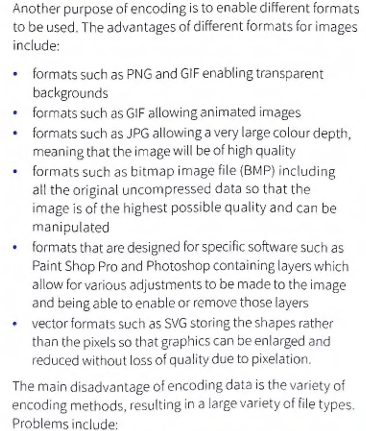 Another purpose of encoding is to enable different formats
to be used. The advantages of different formats for images
include:
• formats such as PNG and GIF enabling transparent
backgrounds
• formats such as GIF allowing animated images
• formats such as JPG allowing a very large colour depth,
meaning that the image will be of high quality
• formats such as bitmap image file (BMP) including
all the original uncompressed data so that the
image is of the highest possible quality and can be
manipulated
• formats that are designed for specific software such as
Paint Shop Pro and Photoshop containing layers which
allow for various adjustments to be made to the image
and being able to enable or remove those layers
• vector formats such as SVG storing the shapes rather
than the pixels so that graphics can be enlarged and
reduced without loss of quality due to pixelation.
The main disadvantage of encoding data is the variety of
encoding methods, resulting in a large variety of file types.
Problems include: